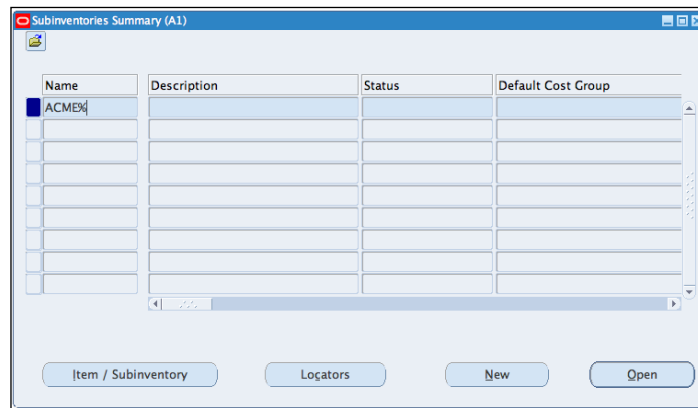 Subinventories Summary (A1)
Name Description Status Default Cost Group
ACME%
Item / Subinventory Locators New Open